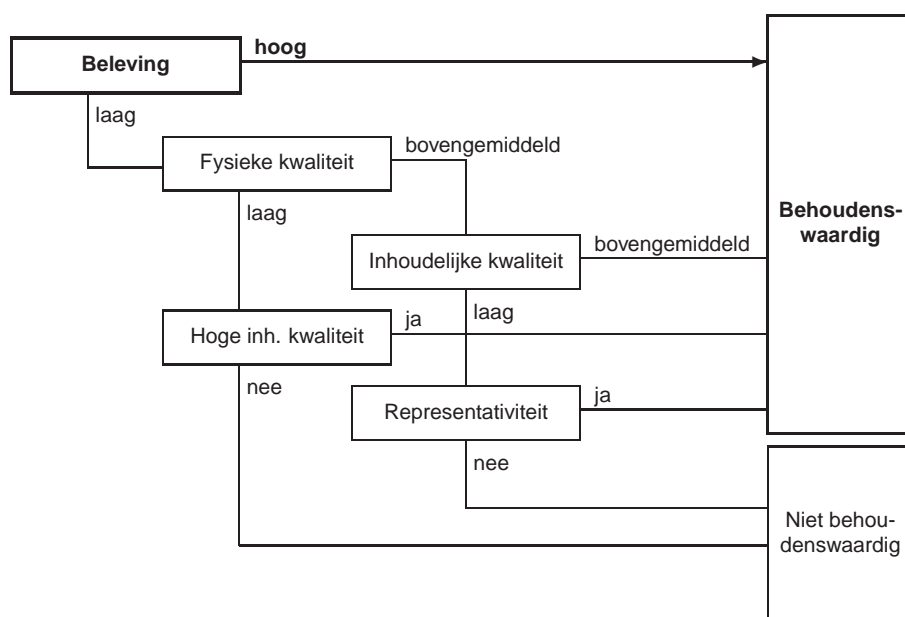 hoog
Beleving
laag
Fysieke kwaliteit
bovengemiddeld
laag
Behoudens-
waardig
Inhoudelijke kwaliteit
bovengemiddeld
laag
Hoge inh. kwaliteit
ja
nee
Representativiteit
ja
nee
Niet behou-
denswaardig